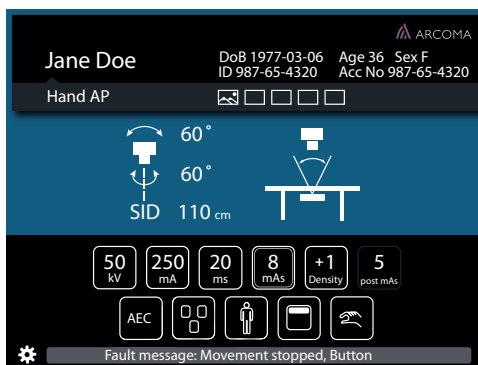 ARCOMA
Jane Doe
DoB 1977-03-06 Age 36 Sex F
ID 987-65-4320 Acc No 987-65-4320
Hand AP
60°
60°
SID 110 cm
50 kV
250 mA
20 ms
8 mAs
+1 Density
5 post mAs
AEC
Fault message: Movement stopped, Button